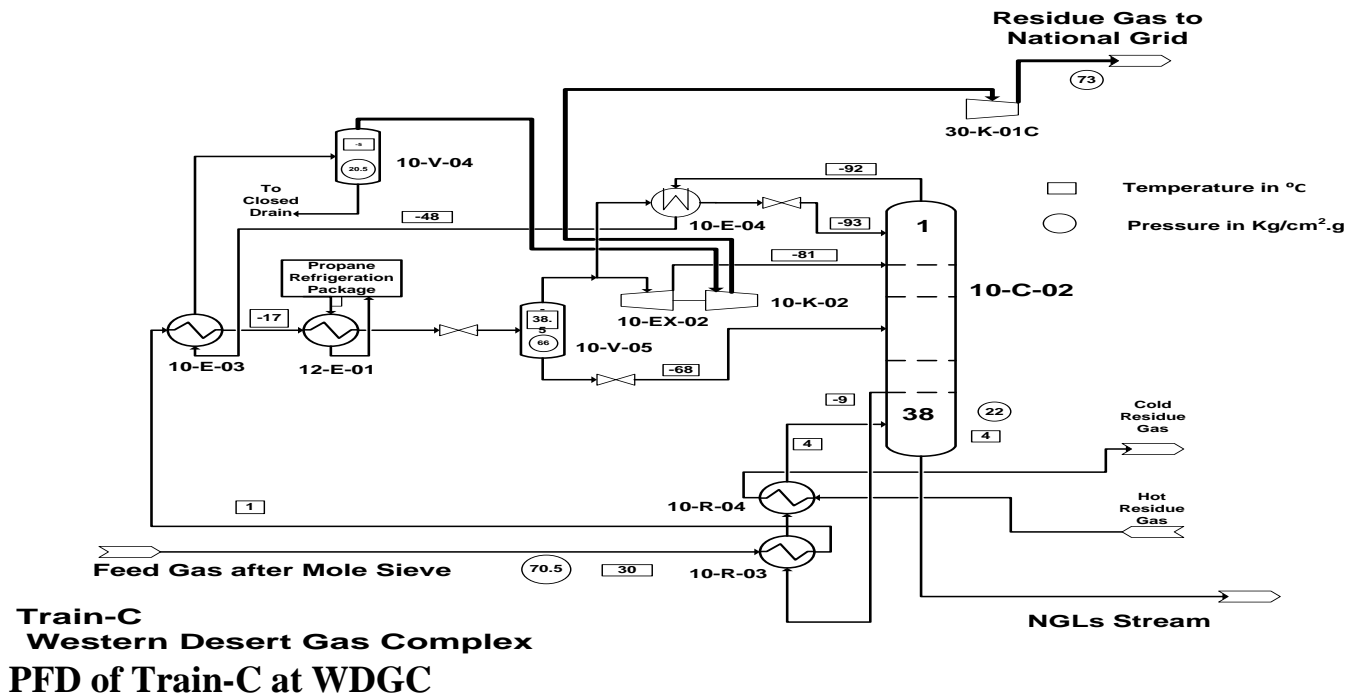 Residue Gas to
National Grid
73
30-K-01C
-5
20.5
10-V-04
To
Closed
Drain
-48
-92
10-E-04
-93
1
Temperature in ºC
Pressure in Kg/cm².g
-81
Propane
Refrigeration
Package
-17
10-E-03
12-E-01
-
38.
5
66
10-V-05
10-EX-02
10-K-02
10-C-02
-68
-9
38
22
4
4
Cold
Residue
Gas
10-R-04
Hot
Residue
Gas
1
Feed Gas after Mole Sieve
70.5
30
10-R-03
NGLs Stream
Train-C
Western Desert Gas Complex
PFD of Train-C at WDGC